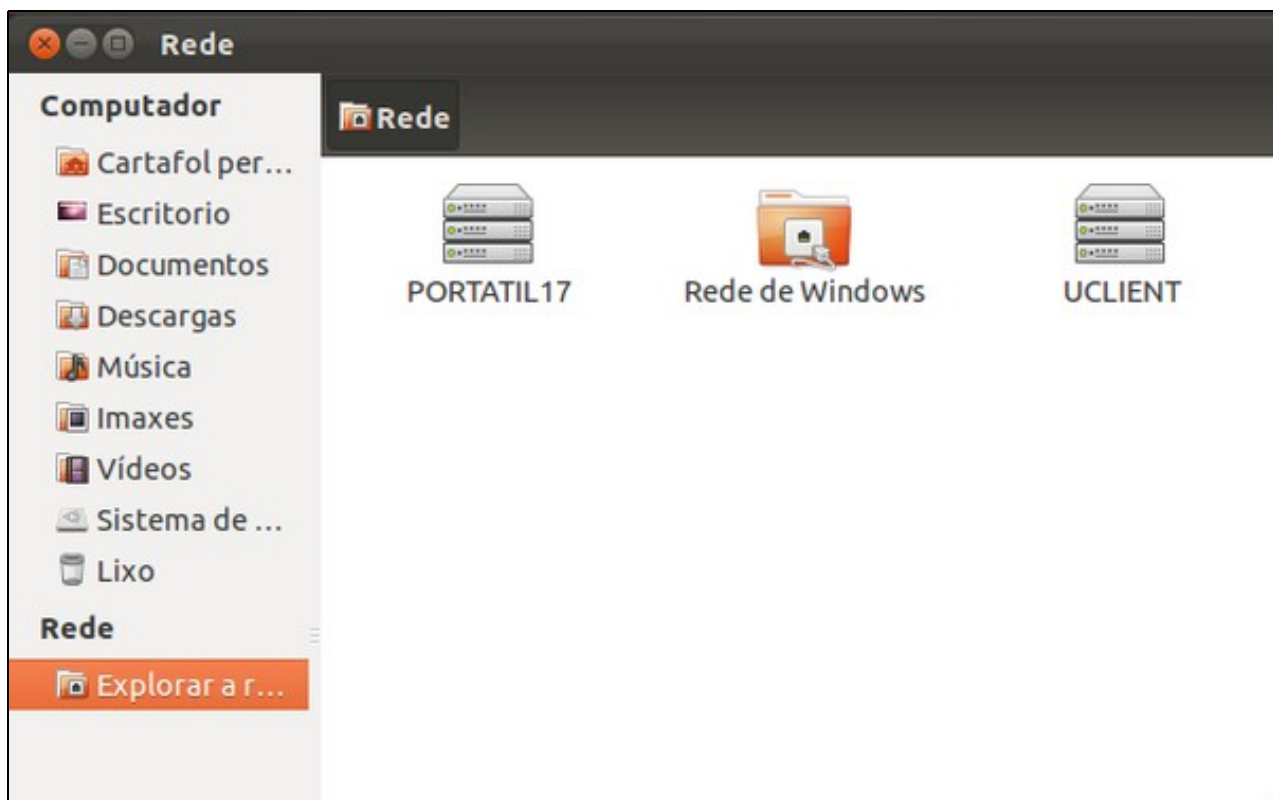 Rede
Computador
Cartafol per...
Escritorio
Documentos
Descargas
Música
Imaxes
Vídeos
Sistema de ...
Lixo
Rede
Explorar a r...
Rede
PORTATIL17
Rede de Windows
UCLIENT